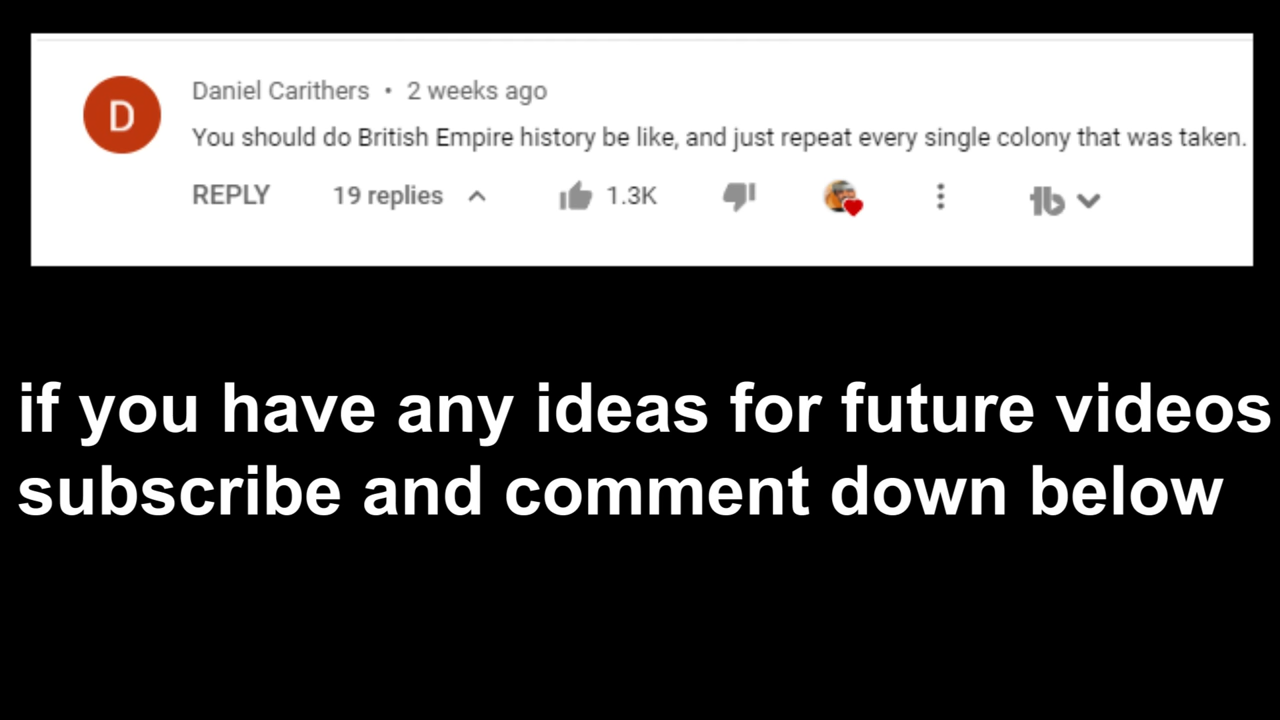 D
Daniel Carithers • 2 weeks ago
You should do British Empire history be like, and just repeat every single colony that was taken.
REPLY 19 replies 1.3K
if you have any ideas for future videos
subscribe and comment down below